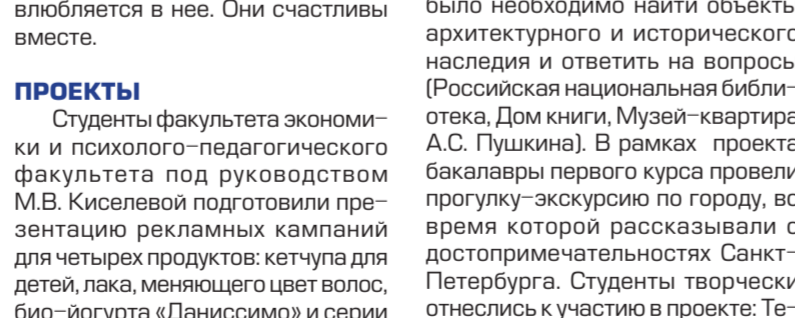 влюбляется в нее. Они счастливы
вместе.
ПРОЕКТЫ
Студенты факультета экономи-
ки и психолого-педагогического
факультета под руководством
М.В. Киселевой подготовили пре-
зентацию рекламных кампаний
для четырех продуктов: кетчупа для
детей, лака, меняющего цвет волос,
био-йогурта «Даниссимо» и серии
было необходимо найти объекты
архитектурного и исторического
наследия и ответить на вопросы
(Российская национальная библи-
отека, Дом книги, Музей-квартира
А.С. Пушкина). В рамках проекта
бакалавры первого курса провели
прогулку-экскурсию по городу, во
время которой рассказывали о
достопримечательностях Санкт-
Петербурга. Студенты творчески
отнеслись к участию в проекте: Те-